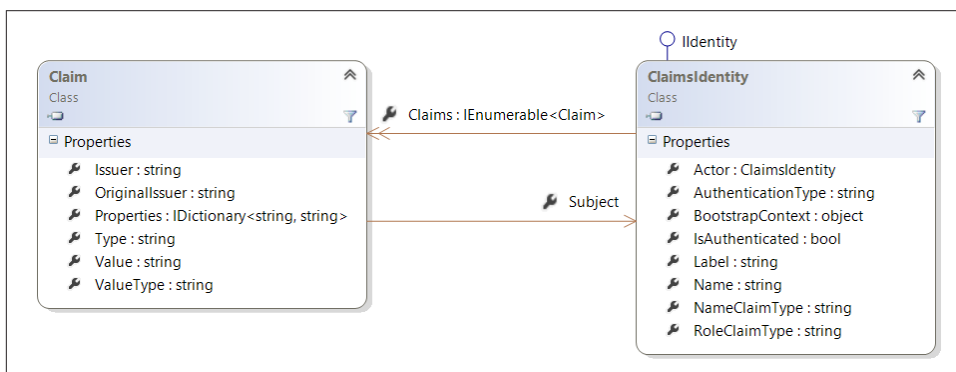 IIdentity
Claim
Class
Properties
Issuer : string
OriginalIssuer : string
Properties : IDictionary<string, string>
Type : string
Value : string
ValueType : string
Claims : IEnumerable<Claim>
Subject
ClaimsIdentity
Class
Properties
Actor : ClaimsIdentity
AuthenticationType : string
BootstrapContext : object
IsAuthenticated : bool
Label : string
Name : string
NameClaimType : string
RoleClaimType : string